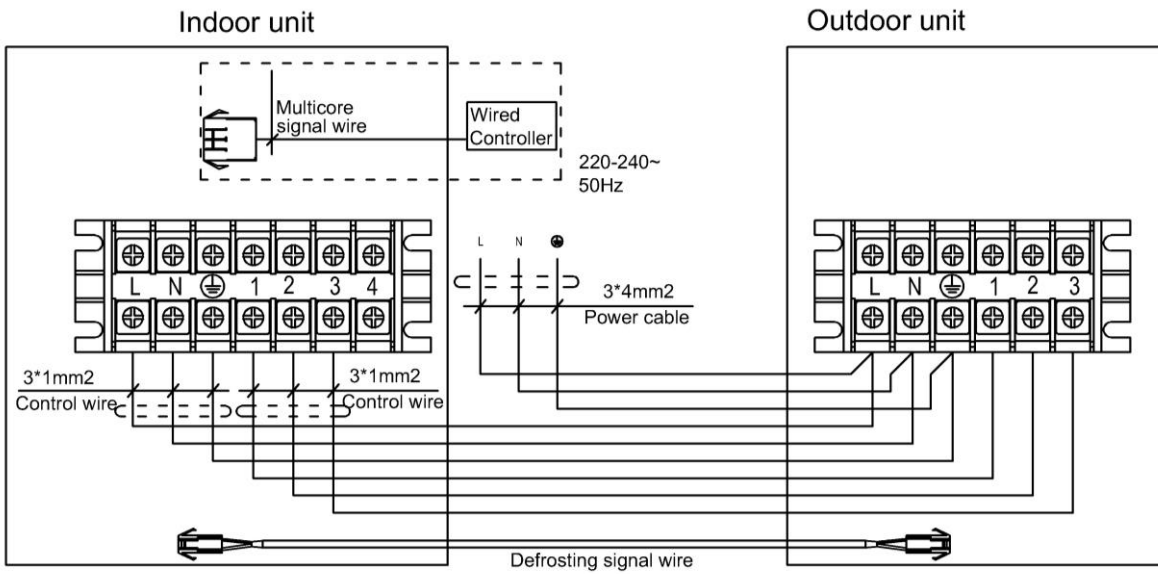 Indoor unit
Outdoor unit
Multicore
signal wire
Wired
Controller
220-240~
50Hz
L N 1 2 3 4
L N
3*4mm2
Power cable
L N 1 2 3
3*1mm2
Control wire
3*1mm2
Control wire
Defrosting signal wire